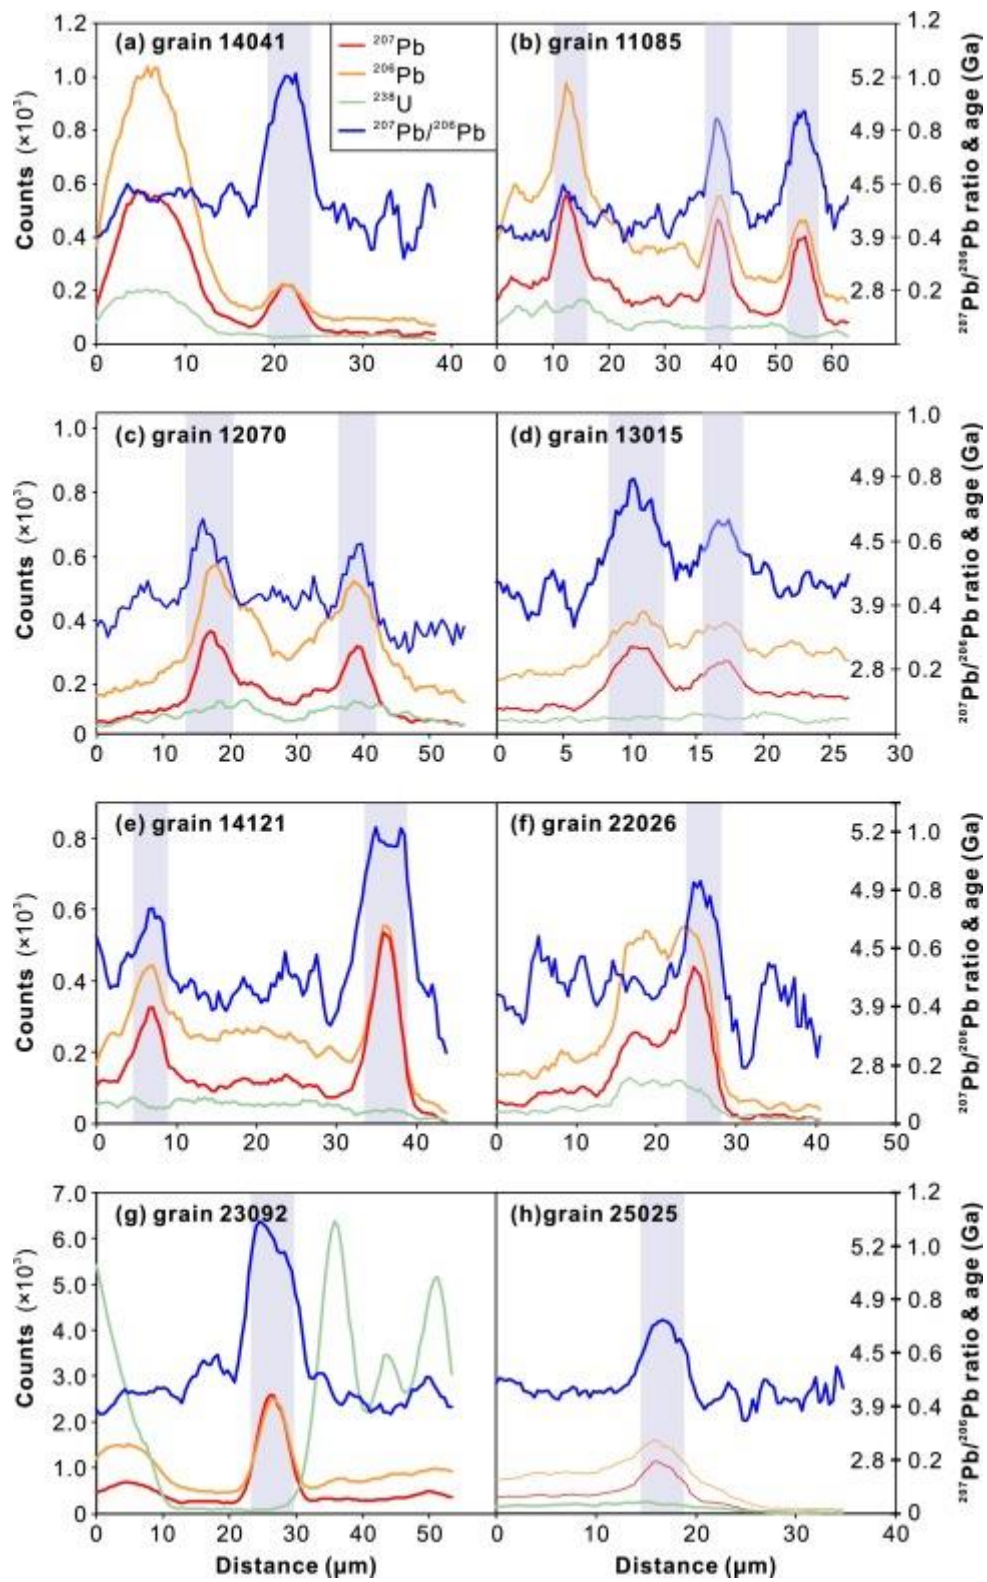 (a) grain 14041
(b) grain 11085
²⁰⁷Pb
²⁰⁶Pb
²³⁸U
²⁰⁷Pb/²⁰⁶Pb
Counts (×10³)
1.2
1.0
0.8
0.6
0.4
0.2
0
0 10 20 30 40
0 10 20 30 40 50 60
5.2
4.9
4.5
3.9
2.8
1.2
1.0
0.8
0.6
0.4
0.2
²⁰⁷Pb/²⁰⁶Pb ratio & age (Ga)
(c) grain 12070
(d) grain 13015
Counts (×10³)
1.0
0.8
0.6
0.4
0.2
0
0 10 20 30 40 50
0 5 10 15 20 25 30
4.9
4.5
3.9
2.8
1.0
0.8
0.6
0.4
0.2
²⁰⁷Pb/²⁰⁶Pb ratio & age (Ga)
(e) grain 14121
(f) grain 22026
Counts (×10³)
0.8
0.6
0.4
0.2
0
0 10 20 30 40
0 10 20 30 40 50
5.2
4.9
4.5
3.9
2.8
1.0
0.8
0.6
0.4
0.2
0
²⁰⁷Pb/²⁰⁶Pb ratio & age (Ga)
(g) grain 23092
(h)grain 25025
Counts (×10³)
7.0
6.0
5.0
4.0
3.0
2.0
1.0
0
0 10 20 30 40 50
0 10 20 30 40
5.2
4.9
4.5
3.9
2.8
1.2
1.0
0.8
0.6
0.4
0.2
0
²⁰⁷Pb/²⁰⁶Pb ratio & age (Ga)
Distance (µm)
Distance (µm)